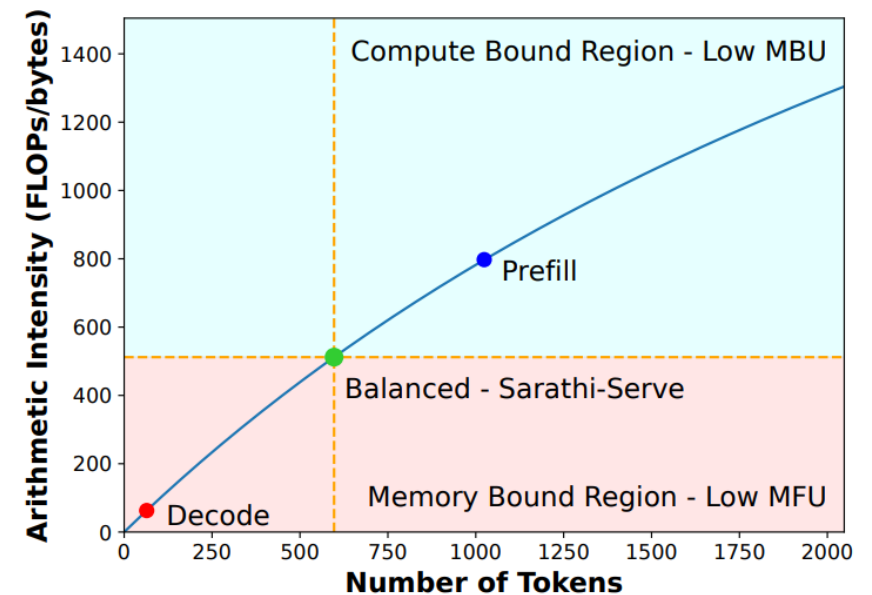 Arithmetic Intensity (FLOPs/bytes)
1400
1200
1000
800
600
400
200
0
Compute Bound Region - Low MBU
Prefill
Balanced - Sarathi-Serve
Memory Bound Region - Low MFU
Decode
0 250 500 750 1000 1250 1500 1750 2000
Number of Tokens